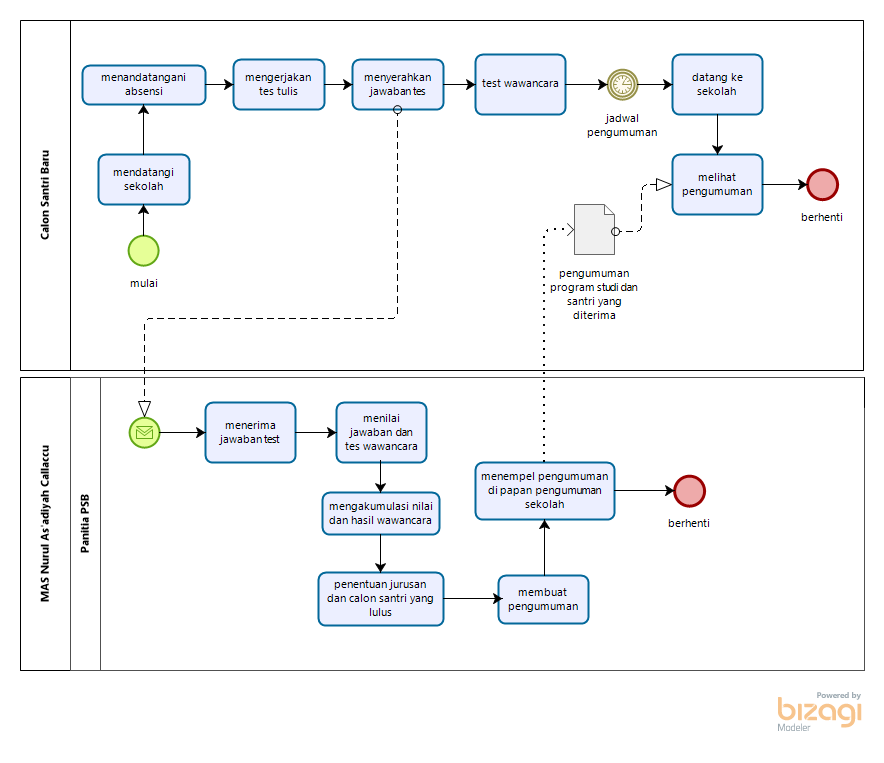 Calon Santri Baru
menandatangani
absensi
mengerjakan
tes tulis
menyerahkan
jawaban tes
test wawancara
jadwal
pengumuman
datang ke
sekolah
mendatangi
sekolah
melihat
pengumuman
mulai
berhenti
pengumuman
program studi dan
santri yang
diterima
MAS Nurul As'adiyah Callaccu
Panitia PSB
menerima
jawaban test
menilai
jawaban dan
tes wawancara
mengakumulasi nilai
dan hasil wawancara
penentuan jurusan
dan calon santri yang
lulus
membuat
pengumuman
menempel pengumuman
di papan pengumuman
sekolah
berhenti
Powered by
bizagi
Modeler